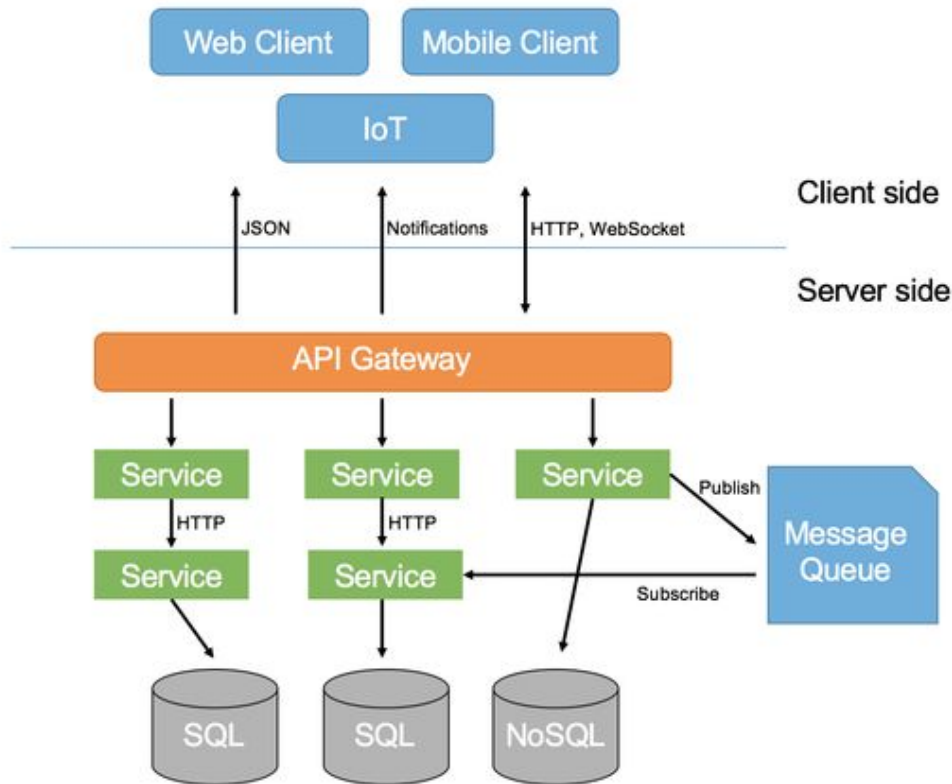 Web Client
Mobile Client
IoT
JSON
Notifications
HTTP, WebSocket
Client side
Server side
API Gateway
Service
Service
Service
Publish
HTTP
HTTP
Message
Queue
Service
Service
Subscribe
SQL
SQL
NoSQL